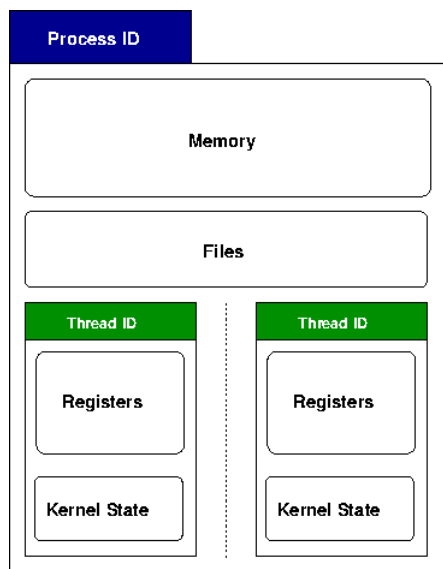 Process ID
Memory
Files
Thread ID
Thread ID
Registers
Registers
Kernel State
Kernel State